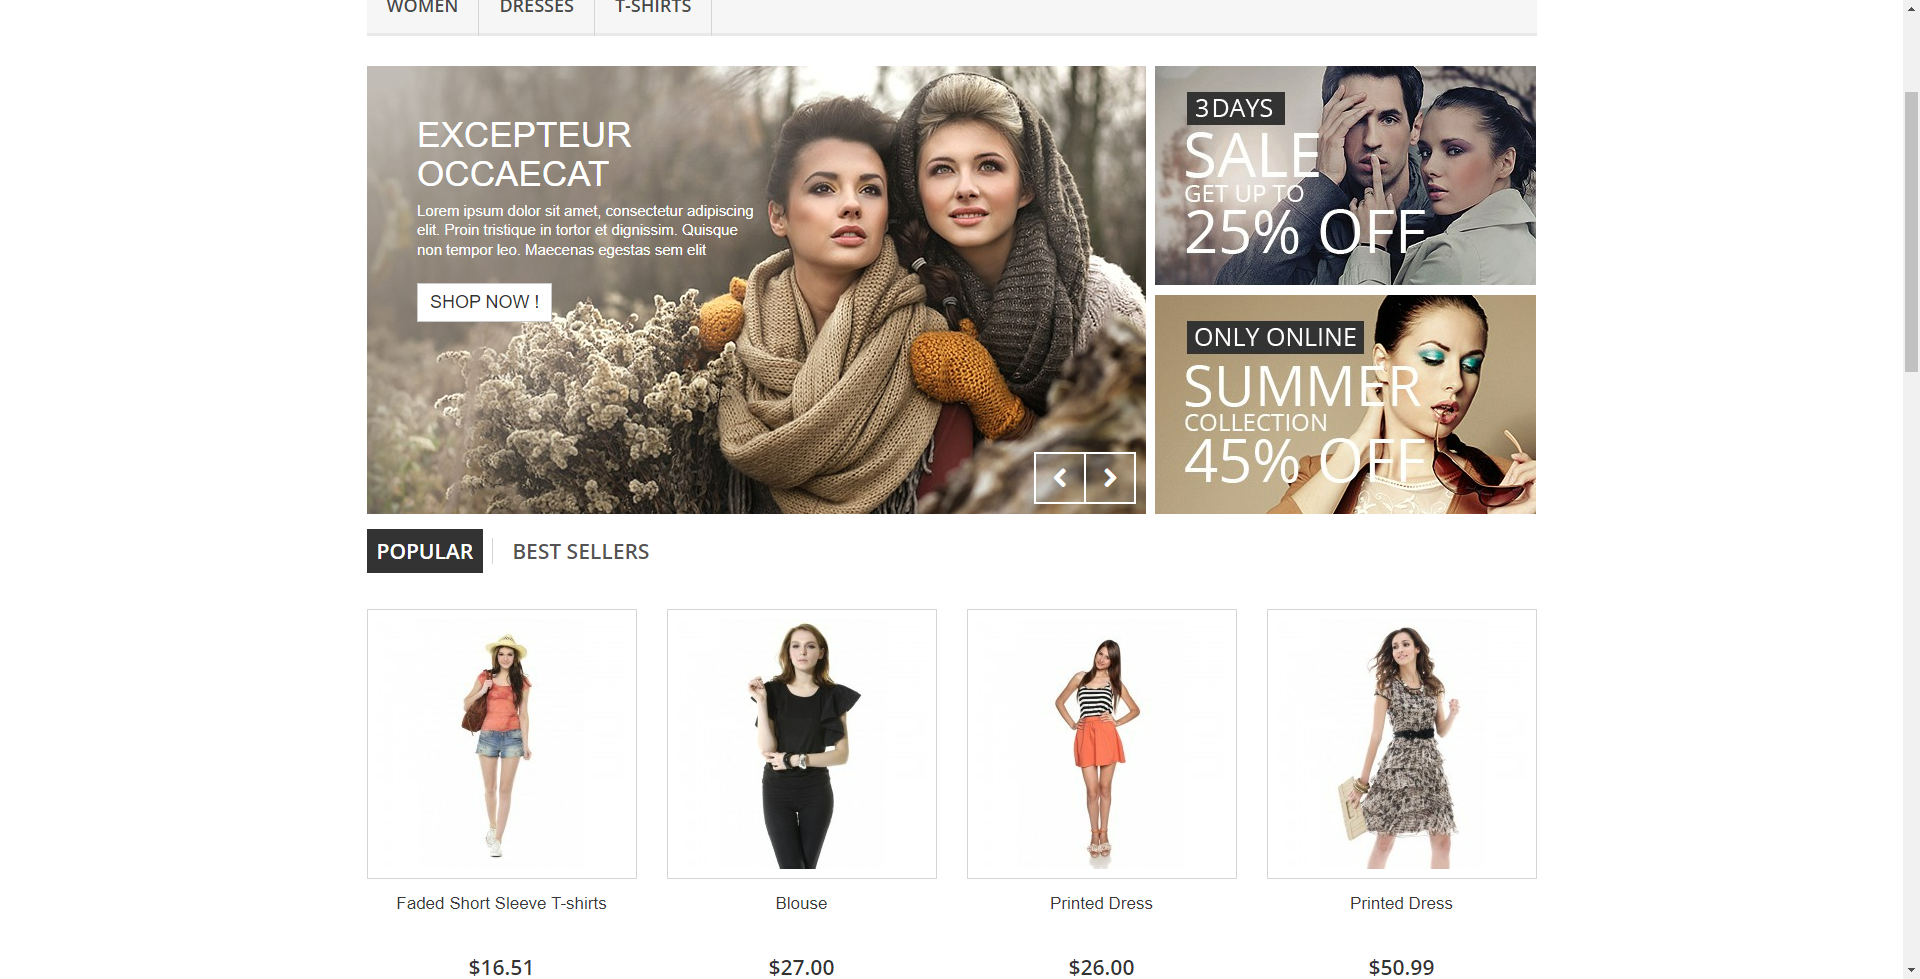 WOMEN
DRESSES
T-SHIRTS
EXCEPTEUR
OCCAECAT
Lorem ipsum dolor sit amet, consectetur adipiscing
elit. Proin tristique in tortor et dignissim. Quisque
non tempor leo. Maecenas egestas sem elit
SHOP NOW !
3 DAYS
SALE
GET UP TO
25% OFF
ONLY ONLINE
SUMMER
COLLECTION
45% OFF
POPULAR
BEST SELLERS
Faded Short Sleeve T-shirts
Blouse
Printed Dress
Printed Dress
$16.51
$27.00
$26.00
$50.99